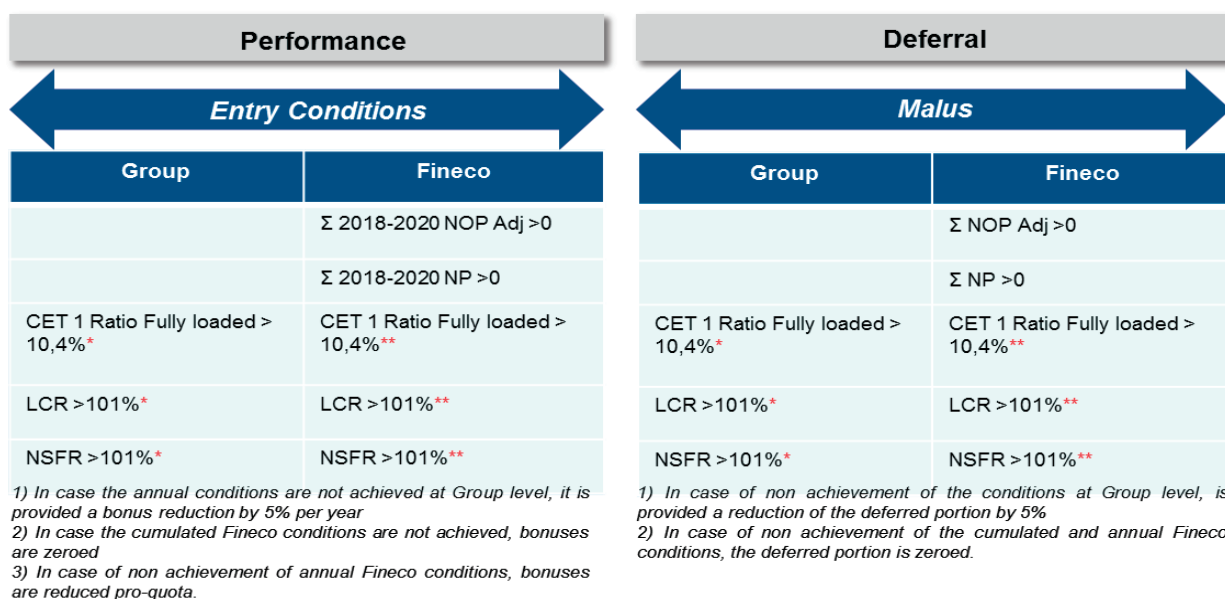 Performance
Entry Conditions
Group Fineco
Σ 2018-2020 NOP Adj >0
Σ 2018-2020 NP >0
CET 1 Ratio Fully loaded > CET 1 Ratio Fully loaded >
10,4%* 10,4%**
LCR >101%* LCR >101%**
NSFR >101%* NSFR >101%**
1) In case the annual conditions are not achieved at Group level, it is
provided a bonus reduction by 5% per year
2) In case the cumulated Fineco conditions are not achieved, bonuses
are zeroed
3) In case of non achievement of annual Fineco conditions, bonuses
are reduced pro-quota.
Deferral
Malus
Group Fineco
Σ NOP Adj >0
Σ NP >0
CET 1 Ratio Fully loaded > CET 1 Ratio Fully loaded >
10,4%* 10,4%**
LCR >101%* LCR >101%**
NSFR >101%* NSFR >101%**
1) In case of non achievement of the conditions at Group level, is
provided a reduction of the deferred portion by 5%
2) In case of non achievement of the cumulated and annual Fineco
conditions, the deferred portion is zeroed.